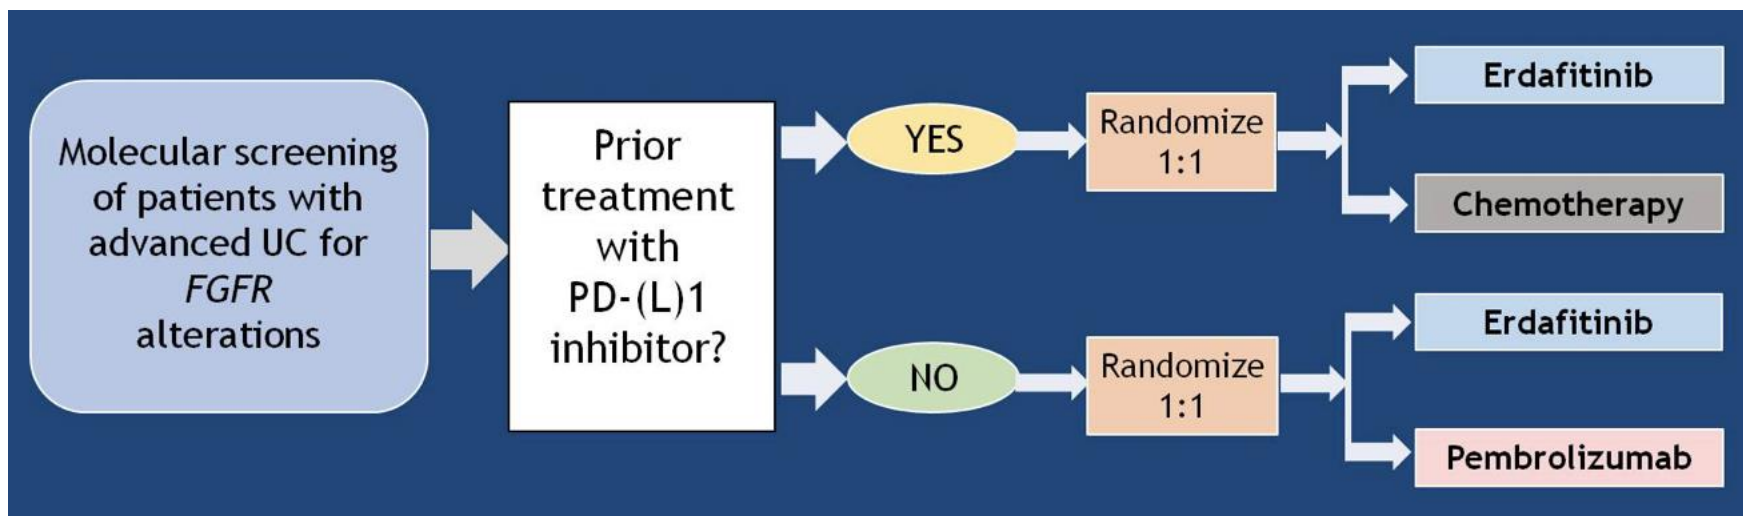 Molecular screening
of patients with
advanced UC for
FGFR
alterations
Prior
treatment
with
PD-(L)1
inhibitor?
YES
Randomize
1:1
Erdafitinib
Chemotherapy
NO
Randomize
1:1
Erdafitinib
Pembrolizumab